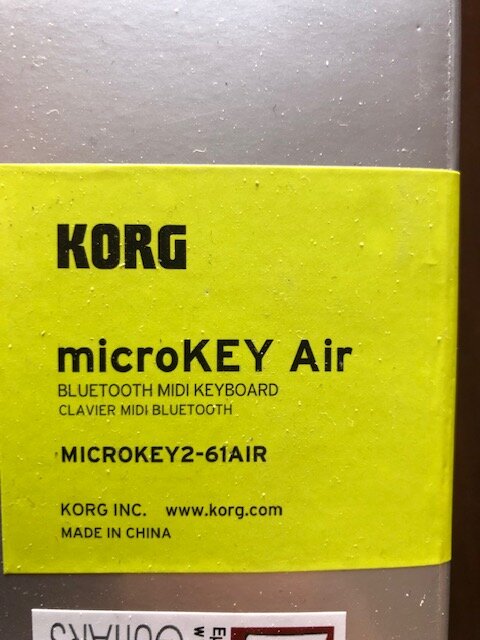 KORG
microKEY Air
BLUETOOTH MIDI KEYBOARD
CLAVIER MIDI BLUETOOTH
MICROKEY2-61AIR
KORG INC. www.korg.com
MADE IN CHINA